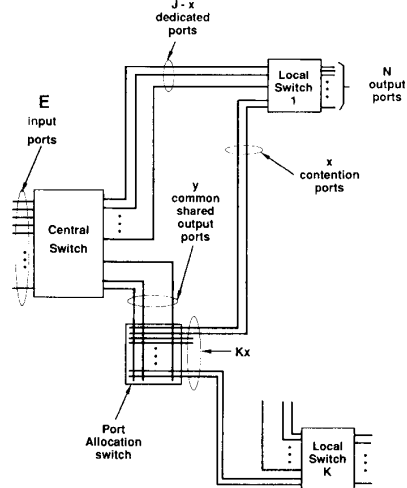 J - x
dedicated
ports
Local
Switch
1
N
output
ports
E
input
ports
x
contention
ports
y
common
shared
output
ports
Central
Switch
Kx
Port
Allocation
switch
Local
Switch
K